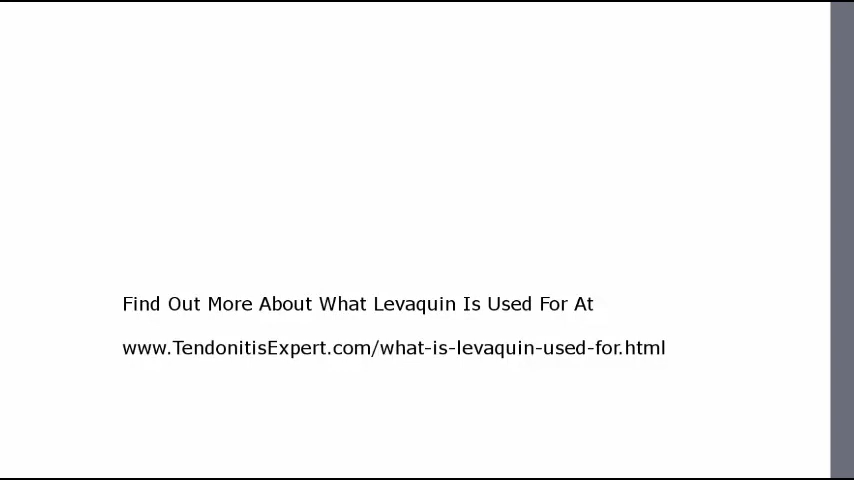 Find Out More About What Levaquin Is Used For At
www.TendonitisExpert.com/what-is-levaquin-used-for.html